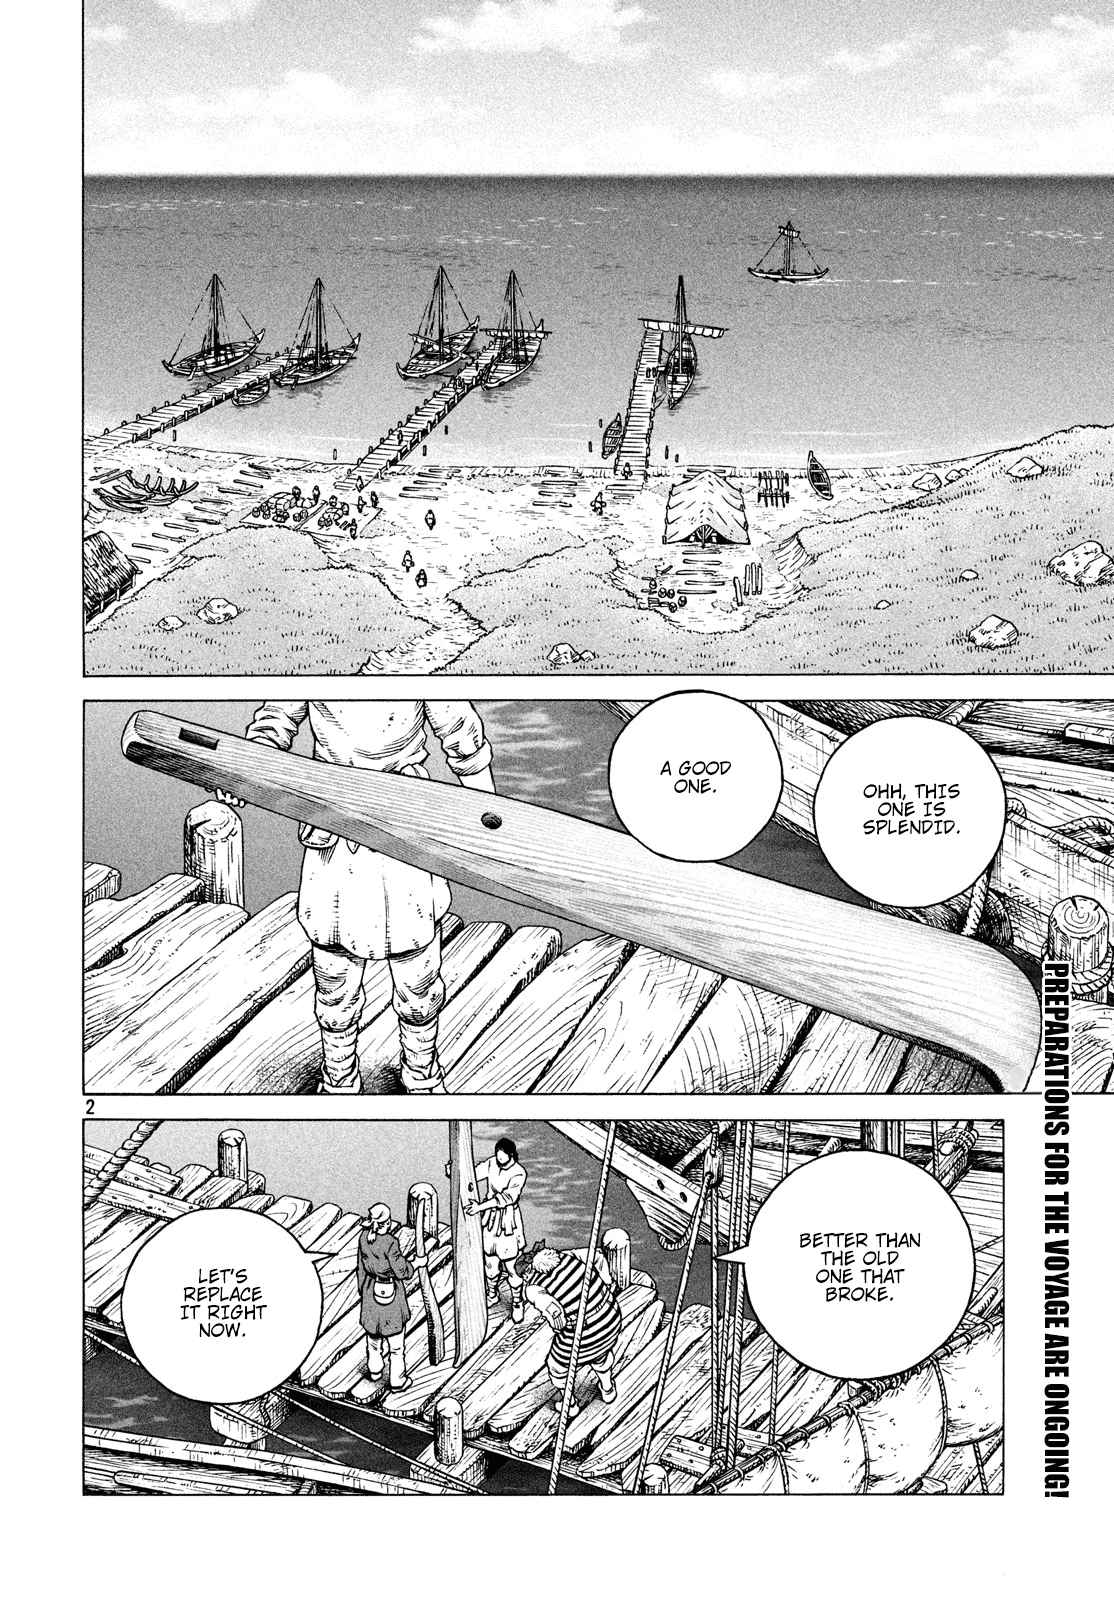 OHH, THIS
ONE IS
SPLENDID.
A GOOD
ONE.
PREPARATIONS FOR THE VOYAGE ARE ONGOING!
2
BETTER THAN
THE OLD
ONE THAT
BROKE.
LET'S
REPLACE
IT RIGHT
NOW.